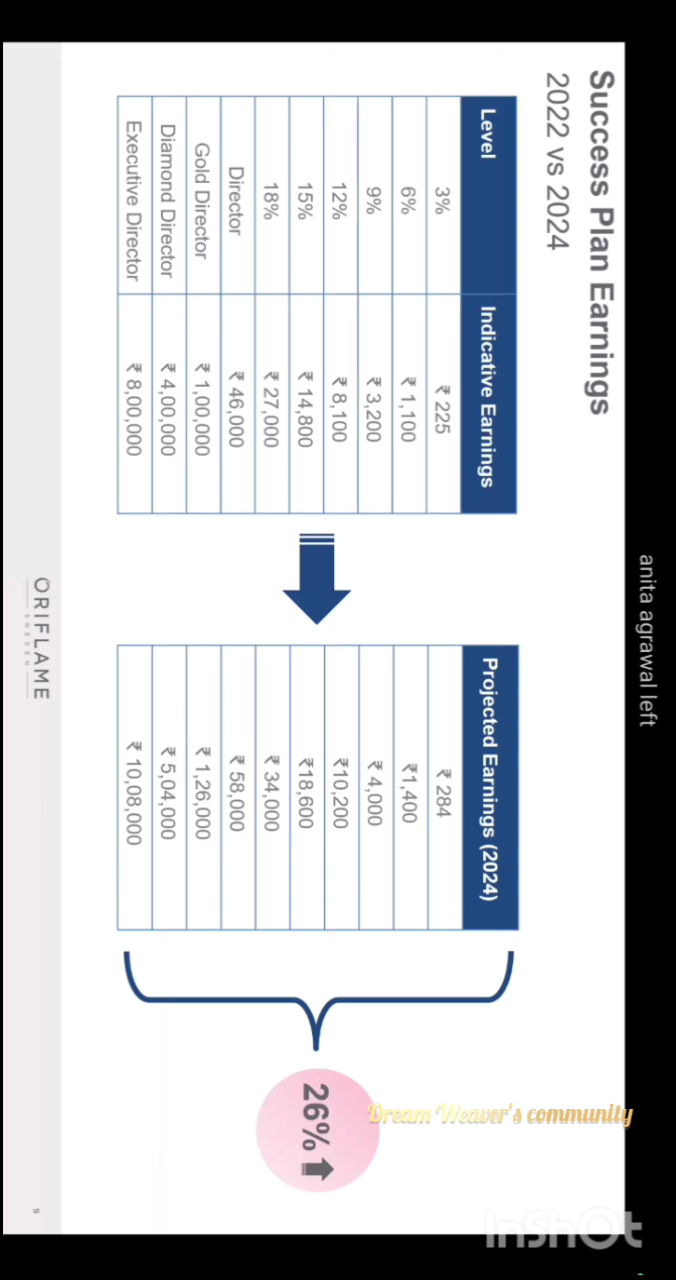 Success Plan Earnings
2022 vs 2024
Level Indicative Earnings Projected Earnings (2024)
3% ₹ 225 ₹ 284
6% ₹ 1,100 ₹1,400
9% ₹ 3,200 ₹ 4,000
12% ₹ 8,100 ₹10,200
15% ₹ 14,800 ₹18,600
18% ₹ 27,000 ₹ 34,000
Director ₹ 46,000 ₹ 58,000
Gold Director ₹ 1,00,000 ₹ 1,26,000
Diamond Director ₹ 4,00,000 ₹ 5,04,000
Executive Director ₹ 8,00,000 ₹ 10,08,000
26%
ORIFLAME
SWEDEN
9
anita agrawal left
Dream Weaver's community
InShOt